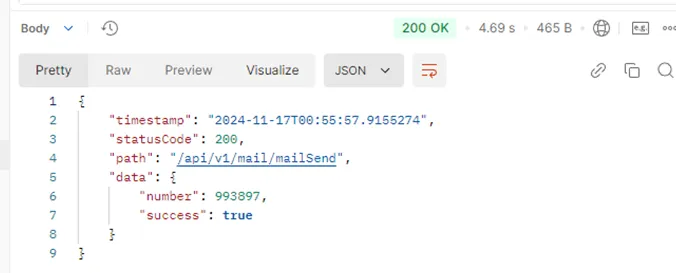 Body 200 OK 4.69 s 465 B e.g.
Pretty Raw Preview Visualize JSON
1 {
2 "timestamp": "2024-11-17T00:55:57.9155274",
3 "statusCode": 200,
4 "path": "/api/v1/mail/mailSend",
5 "data": {
6 "number": 993897,
7 "success": true
8 }
9 }